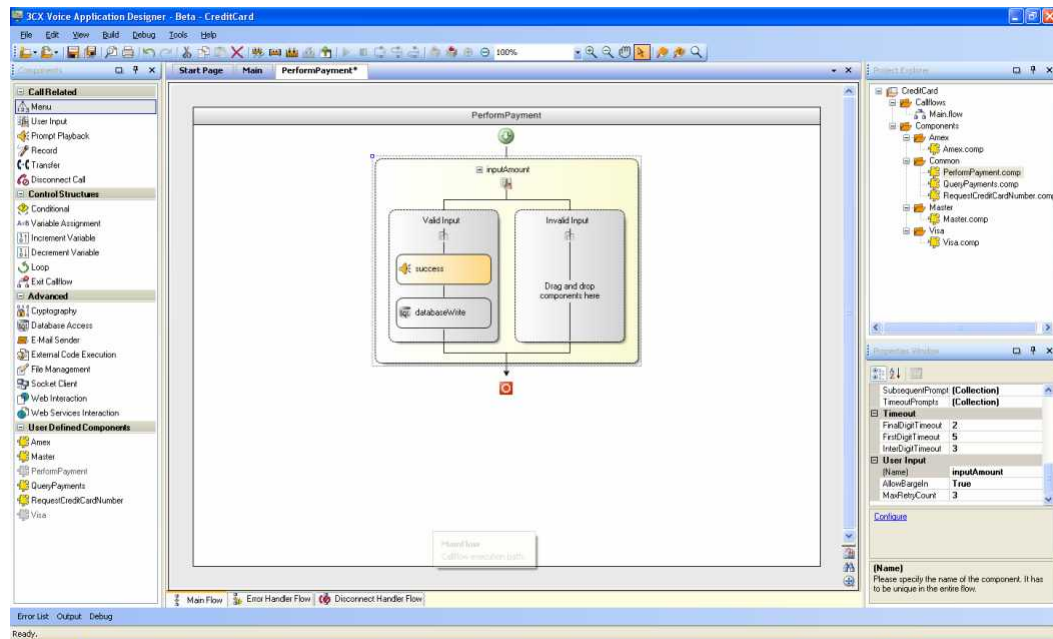 3CX Voice Application Designer - Beta - CreditCard
File Edit View Build Debug Tools Help
100%
Components
Call Related
Menu
User Input
Prompt Playback
Record
Transfer
Disconnect Call
Control Structures
Conditional
Variable Assignment
Increment Variable
Decrement Variable
Loop
Exit Callflow
Advanced
Cryptography
Database Access
E-Mail Sender
External Code Execution
File Management
Socket Client
Web Interaction
Web Services Interaction
User Defined Components
Amex
Master
PerformPayment
QueryPayments
RequestCreditCardNumber
Visa
Start Page Main PerformPayment*
PerformPayment
inputAmount
Valid Input
success
databaseWrite
Invalid Input
Drag and drop
components here
MainFlow
Callflow execution path.
Main Flow Error Handler Flow Disconnect Handler Flow
Project Explorer
CreditCard
Callflows
Main.flow
Components
Amex
Amex.comp
Common
PerformPayment.comp
QueryPayments.comp
RequestCreditCardNumber.comp
Master
Master.comp
Visa
Visa.comp
Properties Window
SubsequentPrompt (Collection)
TimeoutPrompts (Collection)
Timeout
FinalDigitTimeout 2
FirstDigitTimeout 5
InterDigitTimeout 3
User Input
(Name) inputAmount
AllowBargeIn True
MaxRetryCount 3
Configure
(Name)
Please specify the name of the component. It has
to be unique in the entire flow.
Error List Output Debug
Ready.